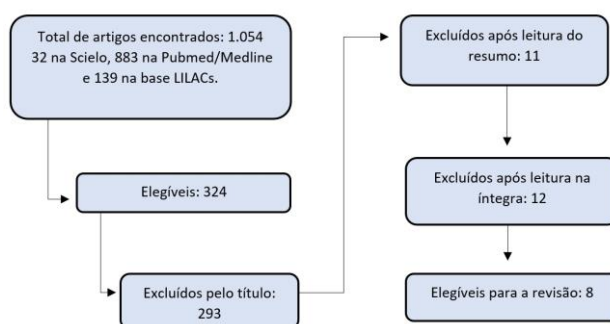 Total de artigos encontrados: 1.054
32 na Scielo, 883 na Pubmed/Medline
e 139 na base LILACs.
Elegíveis: 324
Excluídos pelo título:
293
Excluídos após leitura do
resumo: 11
Excluídos após leitura na
íntegra: 12
Elegíveis para a revisão: 8